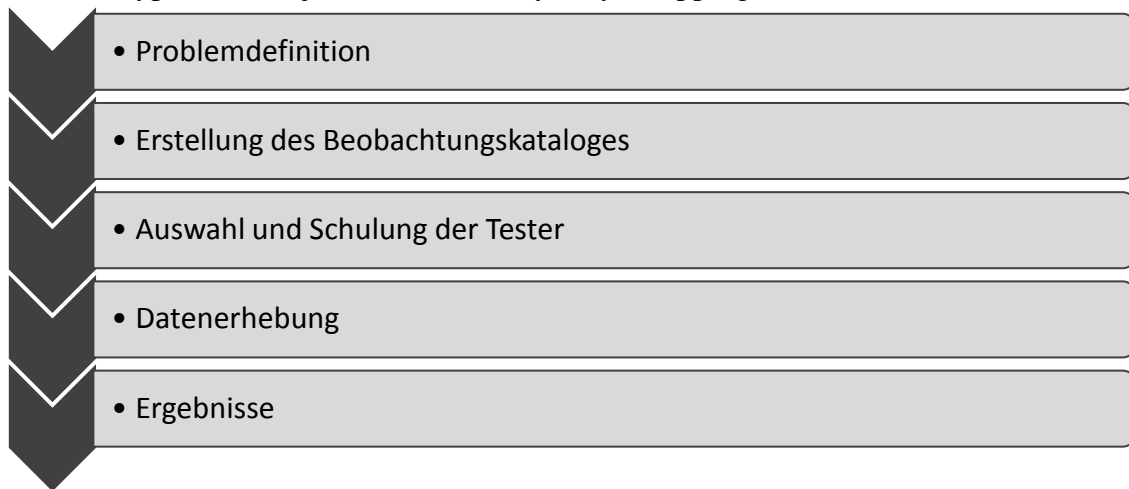 • Problemdefinition
• Erstellung des Beobachtungskataloges
• Auswahl und Schulung der Tester
• Datenerhebung
• Ergebnisse